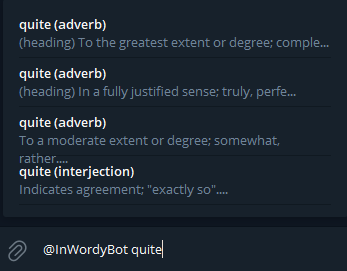 quite (adverb)
(heading) To the greatest extent or degree; comple...
quite (adverb)
(heading) In a fully justified sense; truly, perfe...
quite (adverb)
To a moderate extent or degree; somewhat,
rather....
quite (interjection)
Indicates agreement; "exactly so"....
@InWordyBot quite